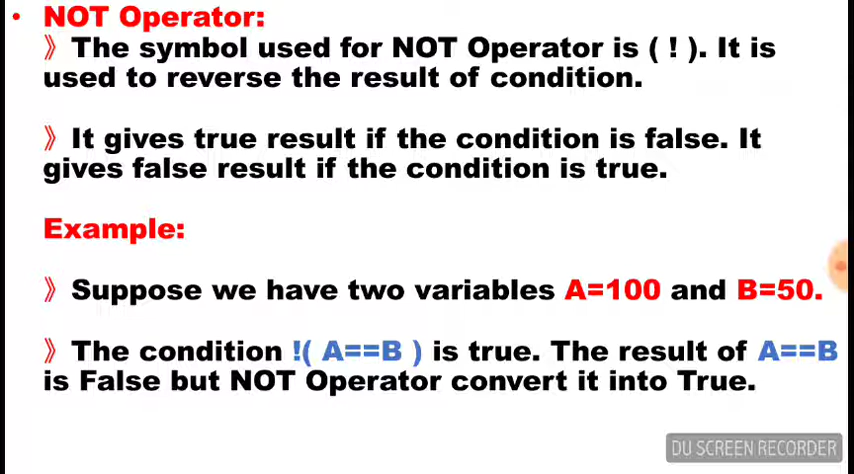 • NOT Operator:
》 The symbol used for NOT Operator is ( ! ). It is
used to reverse the result of condition.
》 It gives true result if the condition is false. It
gives false result if the condition is true.
Example:
》 Suppose we have two variables A=100 and B=50.
》 The condition !( A==B ) is true. The result of A==B
is False but NOT Operator convert it into True.
DU SCREEN RECORDER